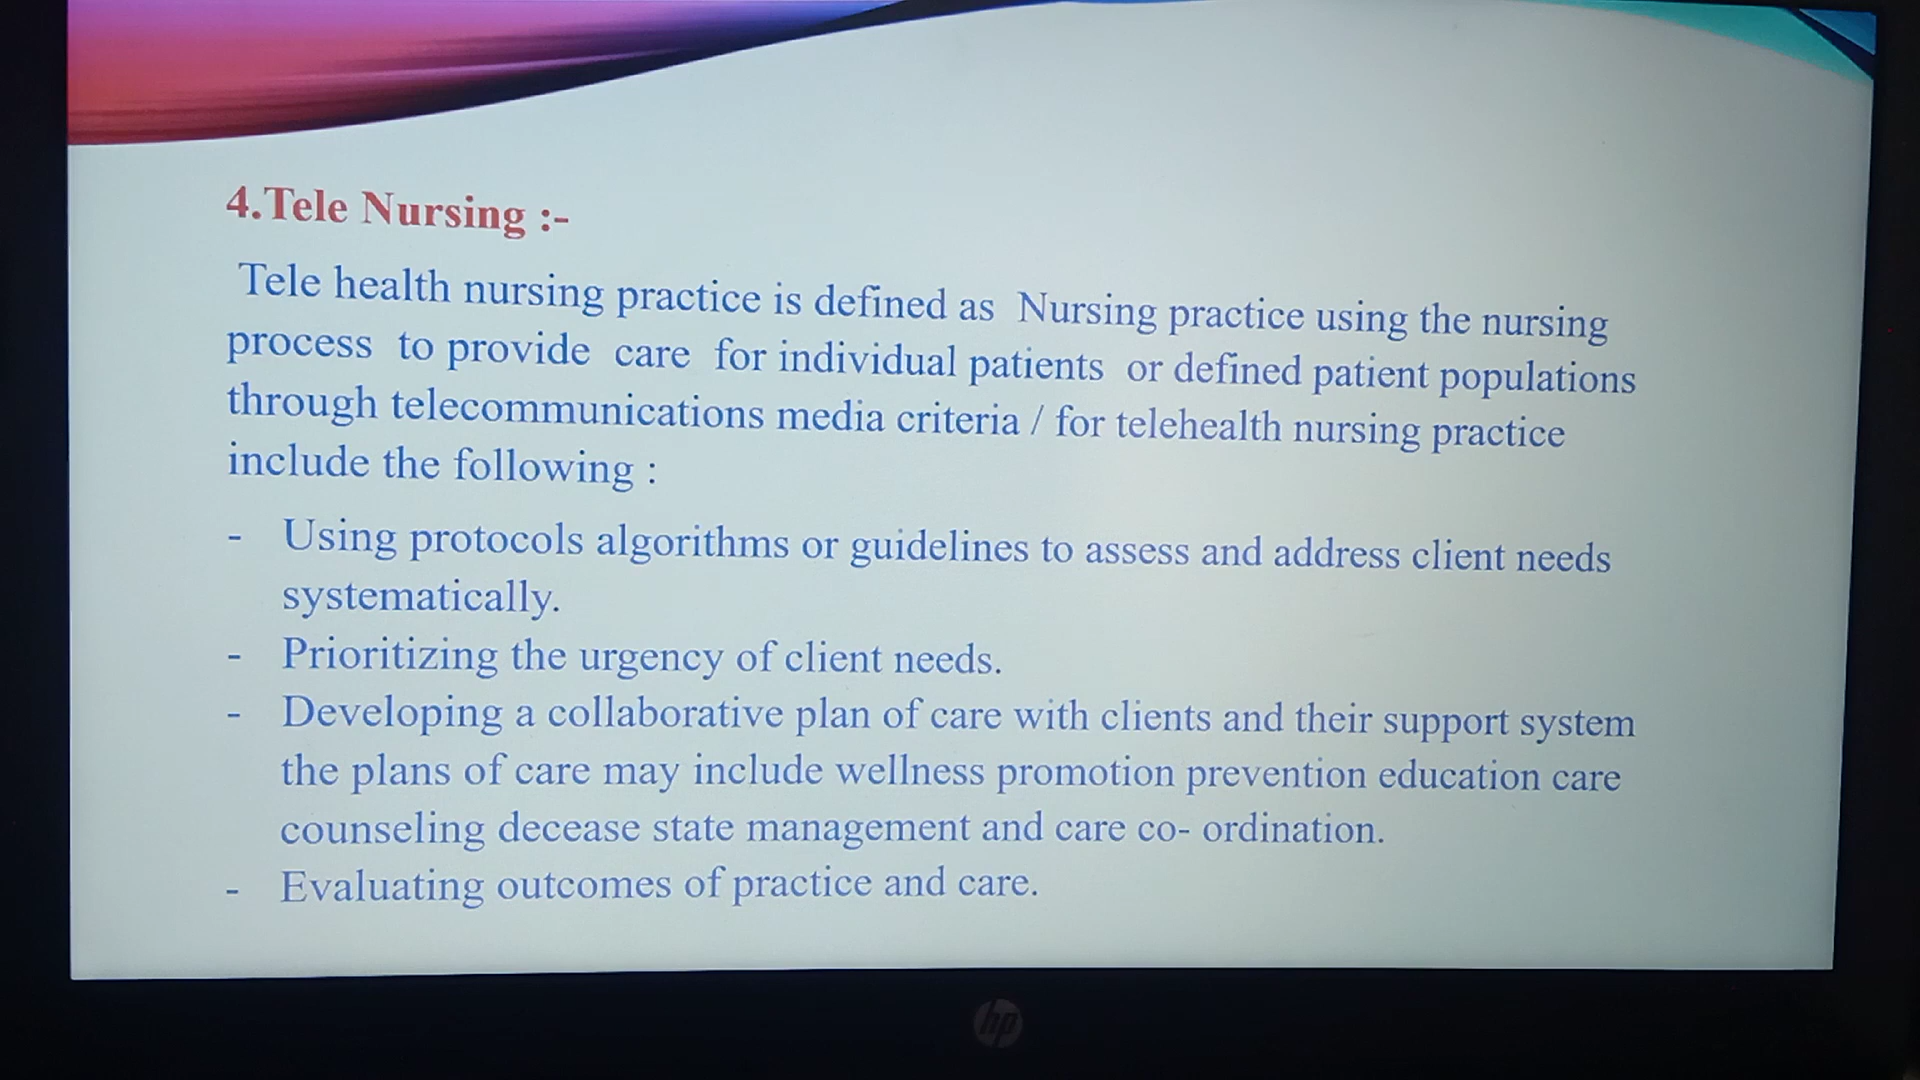 4.Tele Nursing :-
Tele health nursing practice is defined as Nursing practice using the nursing
process to provide care for individual patients or defined patient populations
through telecommunications media criteria / for telehealth nursing practice
include the following :
- Using protocols algorithms or guidelines to assess and address client needs
systematically.
- Prioritizing the urgency of client needs.
- Developing a collaborative plan of care with clients and their support system
the plans of care may include wellness promotion prevention education care
counseling decease state management and care co- ordination.
- Evaluating outcomes of practice and care.
hp